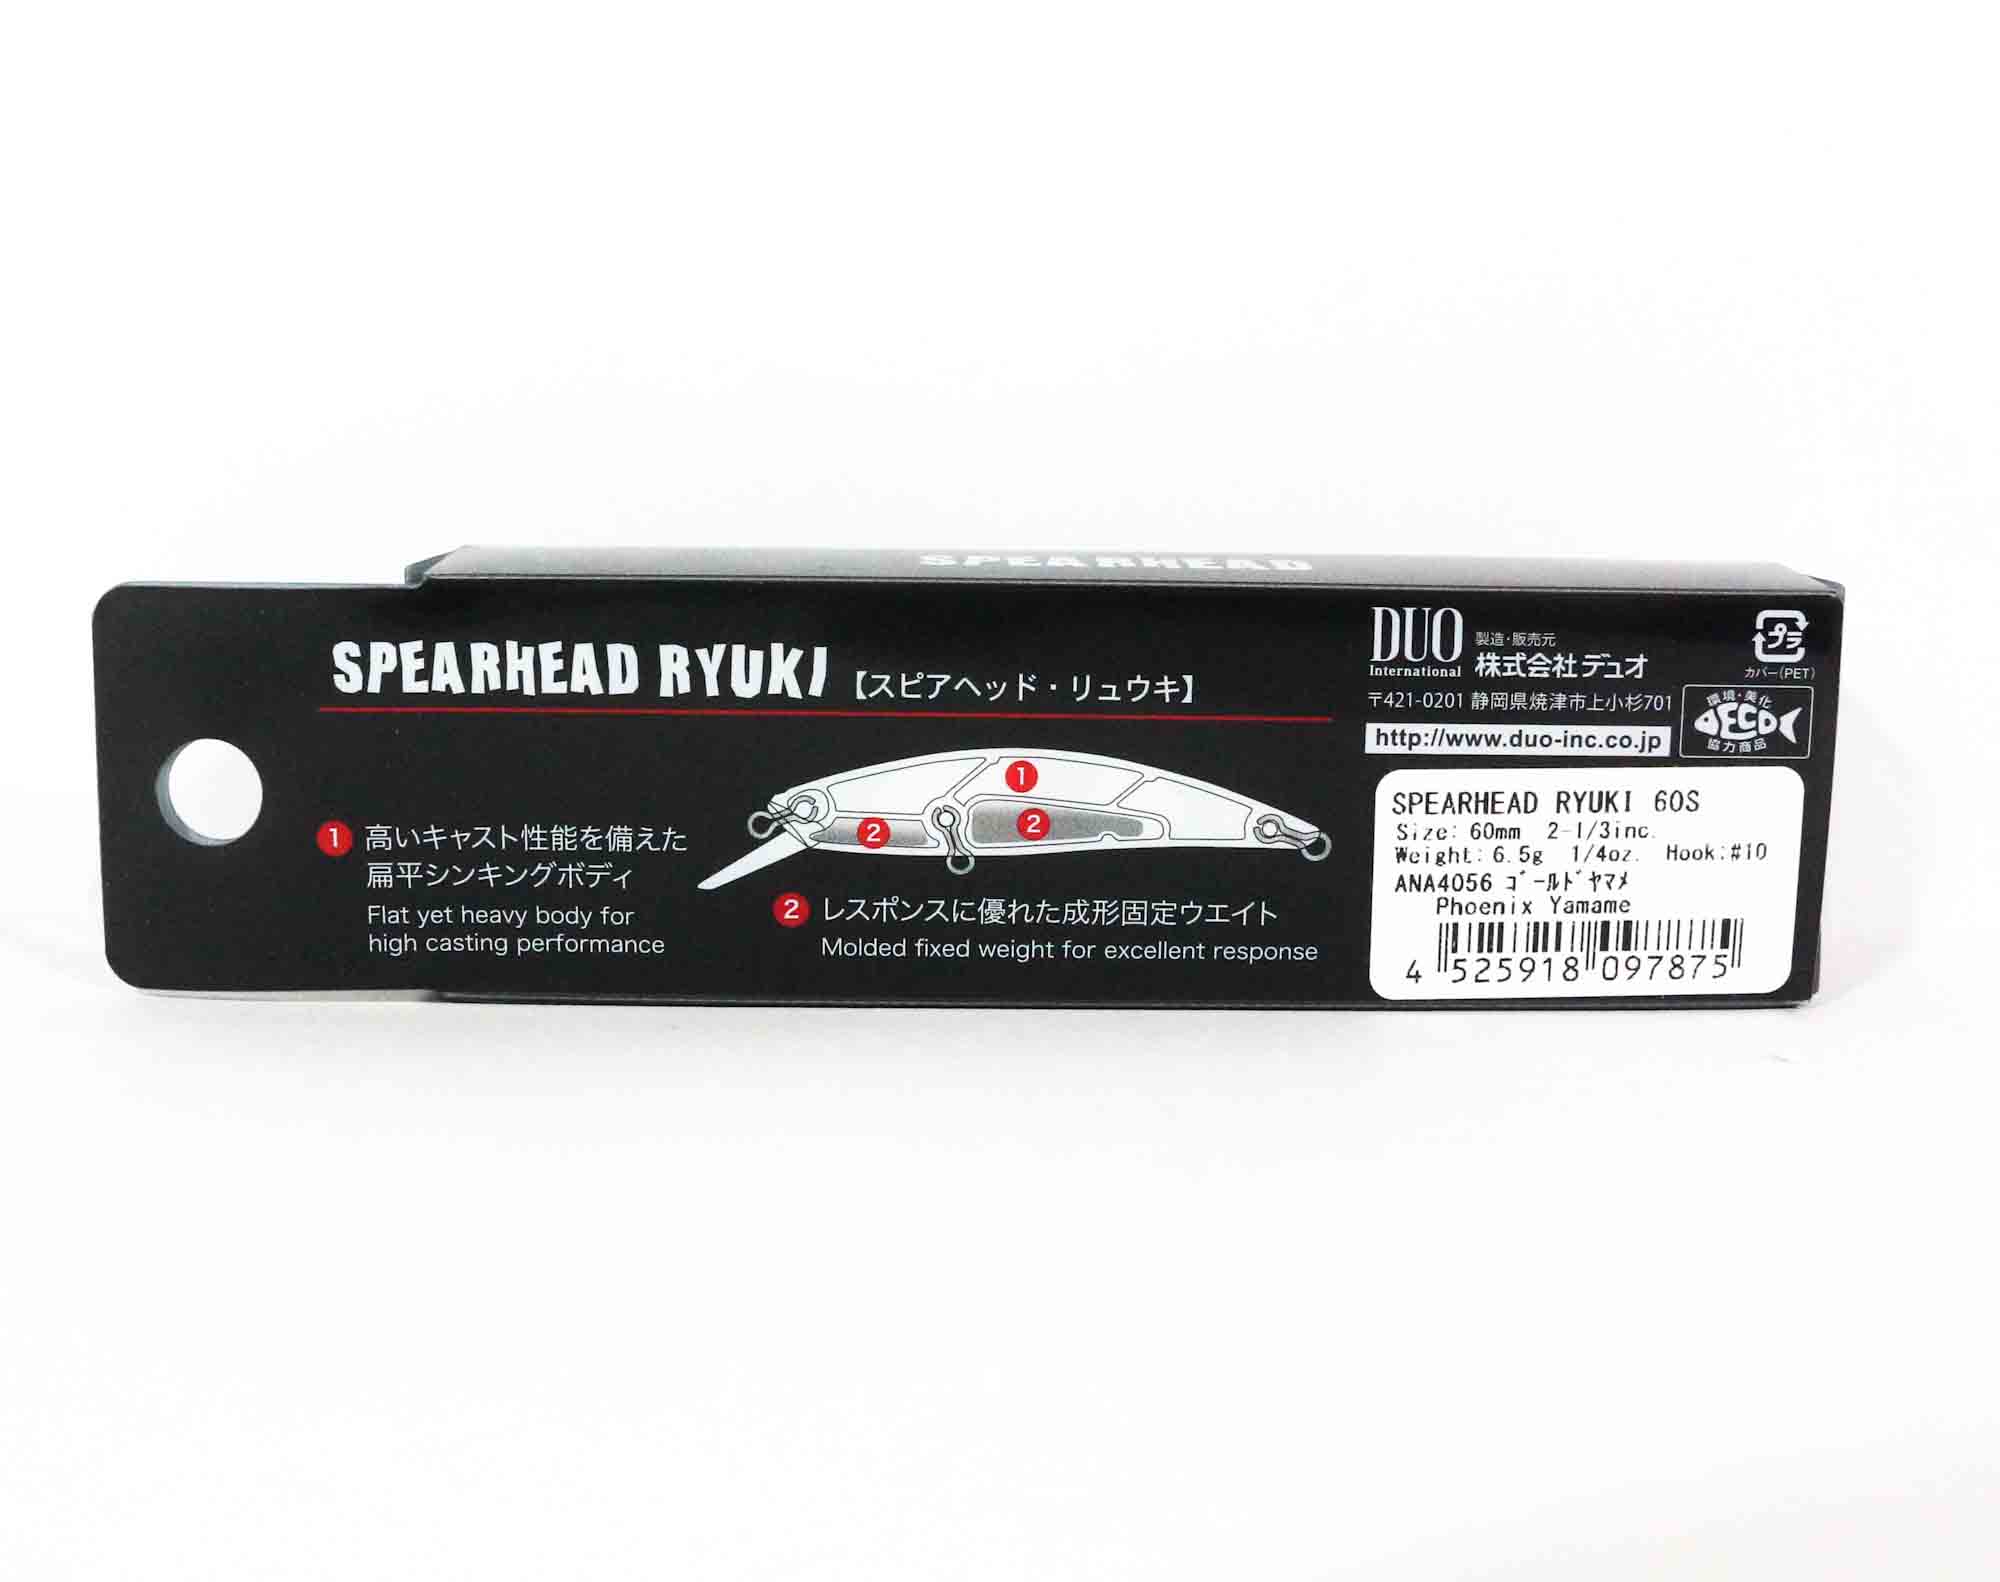 SPEARHEAD
SPEARHEAD RYUKI 【スピアヘッド・リュウキ】
1 高いキャスト性能を備えた
扁平シンキングボディ
Flat yet heavy body for
high casting performance
1
2
2
2 レスポンスに優れた成形固定ウエイト
Molded fixed weight for excellent response
DUO
International
製造・販売元
株式会社デュオ
〒421-0201 静岡県焼津市上小杉701
http://www.duo-inc.co.jp
プラ
カバー(PET)
環境・美化
ECO
協力商品
SPEARHEAD RYUKI 60S
Size: 60mm 2-1/3inc.
Weight: 6.5g 1/4oz. Hook:#10
ANA4056 ｺﾞｰﾙﾄﾞﾔﾏﾒ
Phoenix Yamame
4 525918 097875